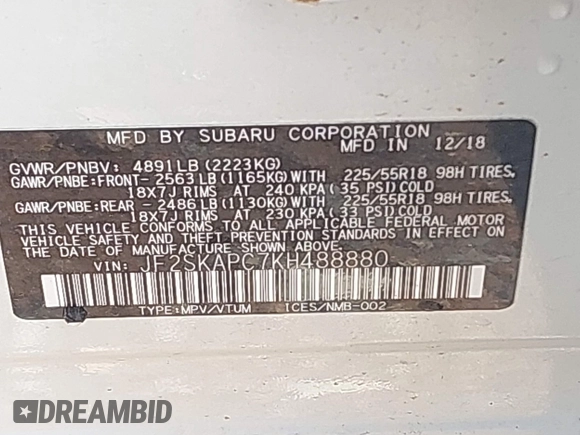 MFD BY SUBARU CORPORATION
MFD IN 12/18
GVWR/PNBV: 4891LB (2223KG)
GAWR/PNBE:FRONT-2563LB (1165KG)WITH 225/55R18 98H TIRES,
18X7J RIMS AT 240 KPA (35 PSI)COLD
GAWR/PNBE:REAR -2486LB (1130KG)WITH 225/55R18 98H TIRES,
18X7J RIMS AT 230 KPA (33 PSI)COLD
THIS VEHICLE CONFORMS TO ALL APPLICABLE FEDERAL MOTOR
VEHICLE SAFETY AND THEFT PREVENTION STANDARDS IN EFFECT ON
THE DATE OF MANUFACTURE SHOWN ABOVE.
VIN: JF2SKAPC7KH488880
TYPE:MPV/VTUM ICES/NMB-002
DREAMBID